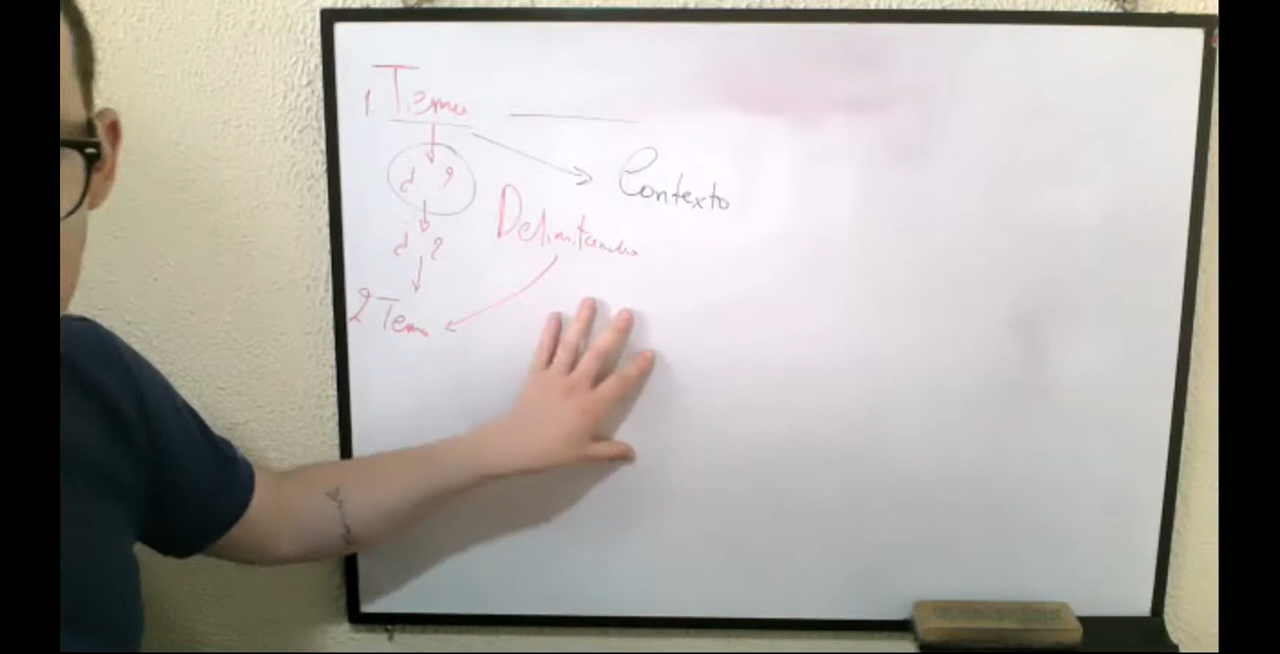 1. Tema
¿ ?
Contexto
Delimitando
¿ ?
2 Tema